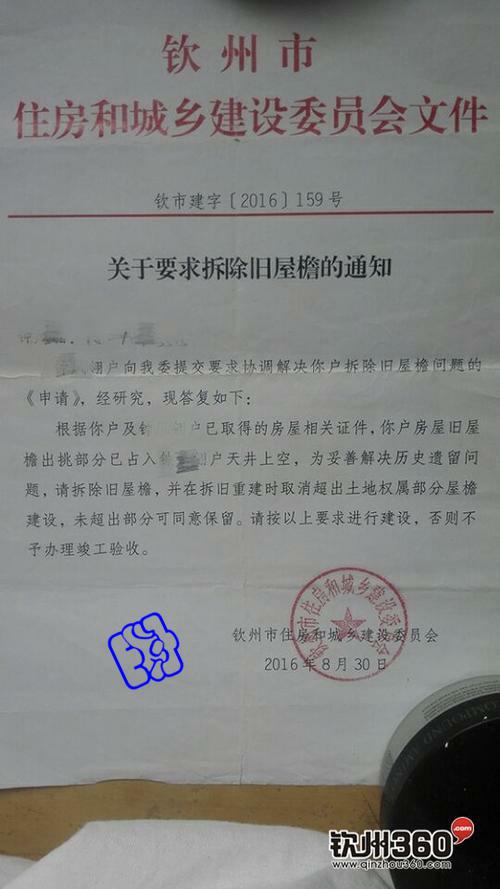 钦州市
住房和城乡建设委员会文件
钦市建字〔2016〕159号
关于要求拆除旧屋檐的通知
翊户向我委提交要求协调解决你户拆除旧屋檐问题的
《申请》，经研究，现答复如下：
根据你户及钟 户已取得的房屋相关证件，你户房屋旧屋
檐出挑部分已占入 户天井上空，为妥善解决历史遗留问
题，请拆除旧屋檐，并在拆旧重建时取消超出土地权属部分屋檐
建设，未超出部分可同意保留。请按以上要求进行建设，否则不
予办理竣工验收。
钦州市住房和城乡建设委员会
钦州市住房和城乡建设委员会
2016年8月30日
COMPOUND
钦州360
.com
www.qinzhou360.com